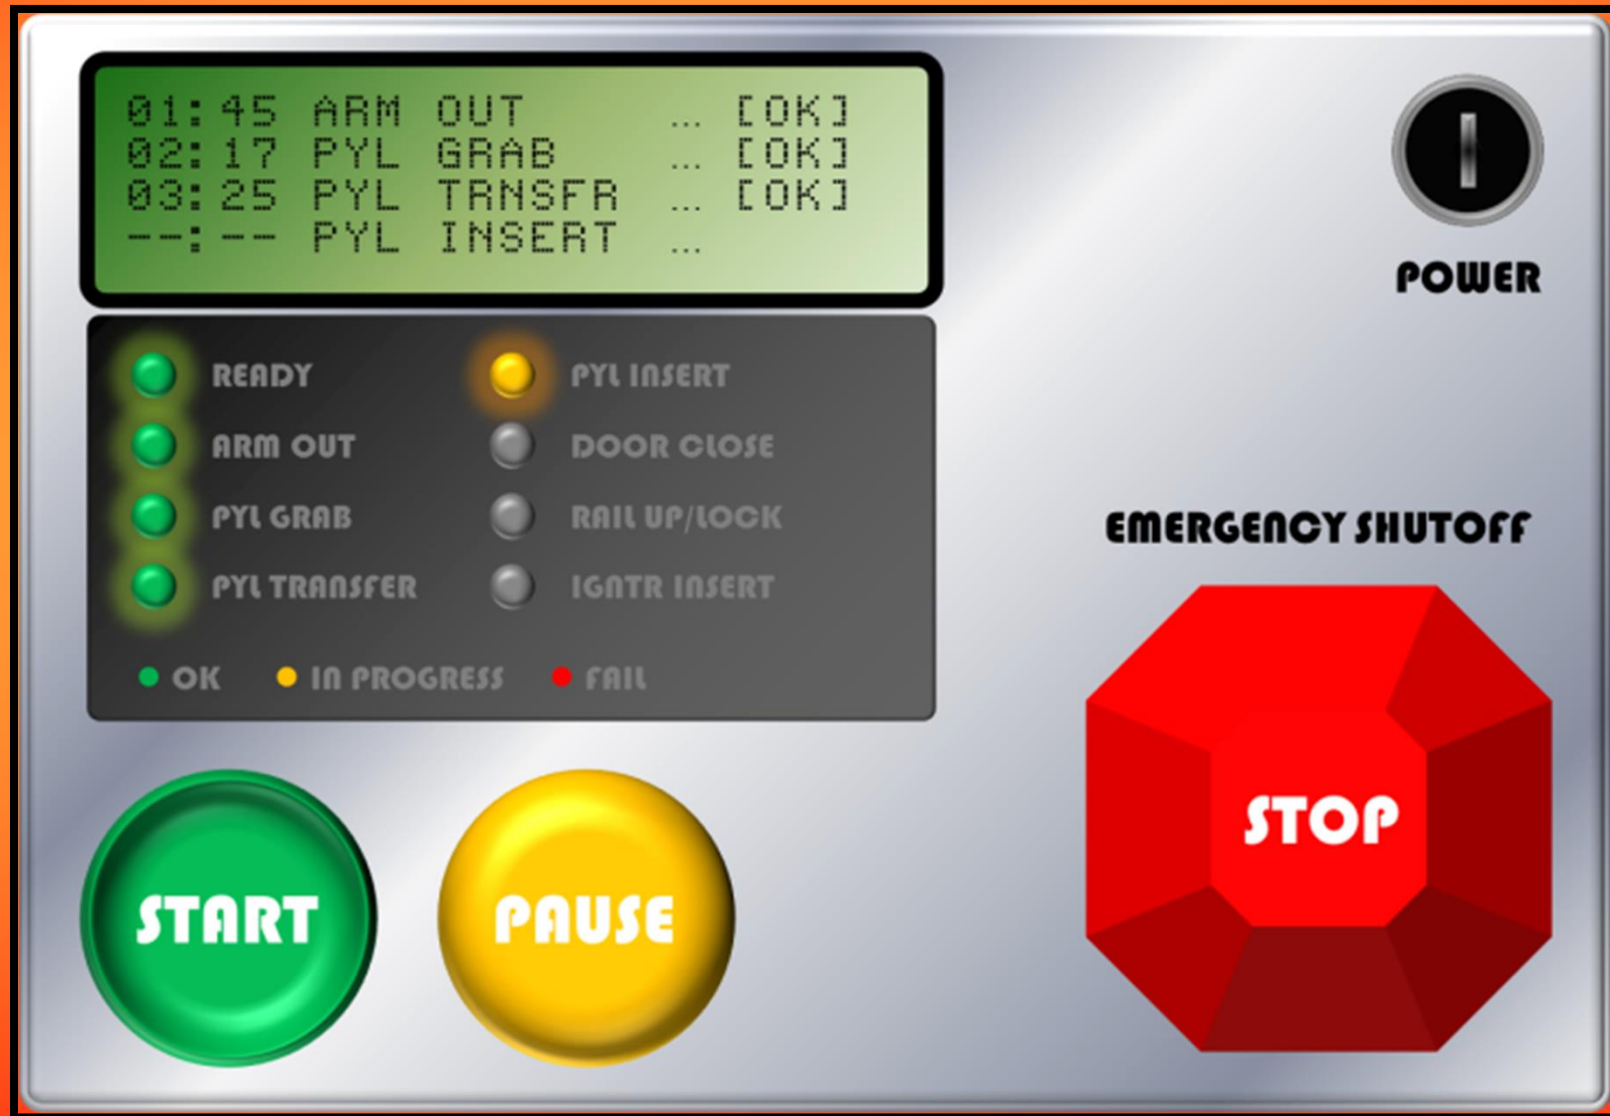 01:45 ARM OUT ... [OK]
02:17 PYL GRAB ... [OK]
03:25 PYL TRNSFR ... [OK]
--:-- PYL INSERT ...
POWER
READY
ARM OUT
PYL GRAB
PYL TRANSFER
PYL INSERT
DOOR CLOSE
RAIL UP/LOCK
IGNTR INSERT
OK IN PROGRESS FAIL
START
PAUSE
EMERGENCY SHUTOFF
STOP